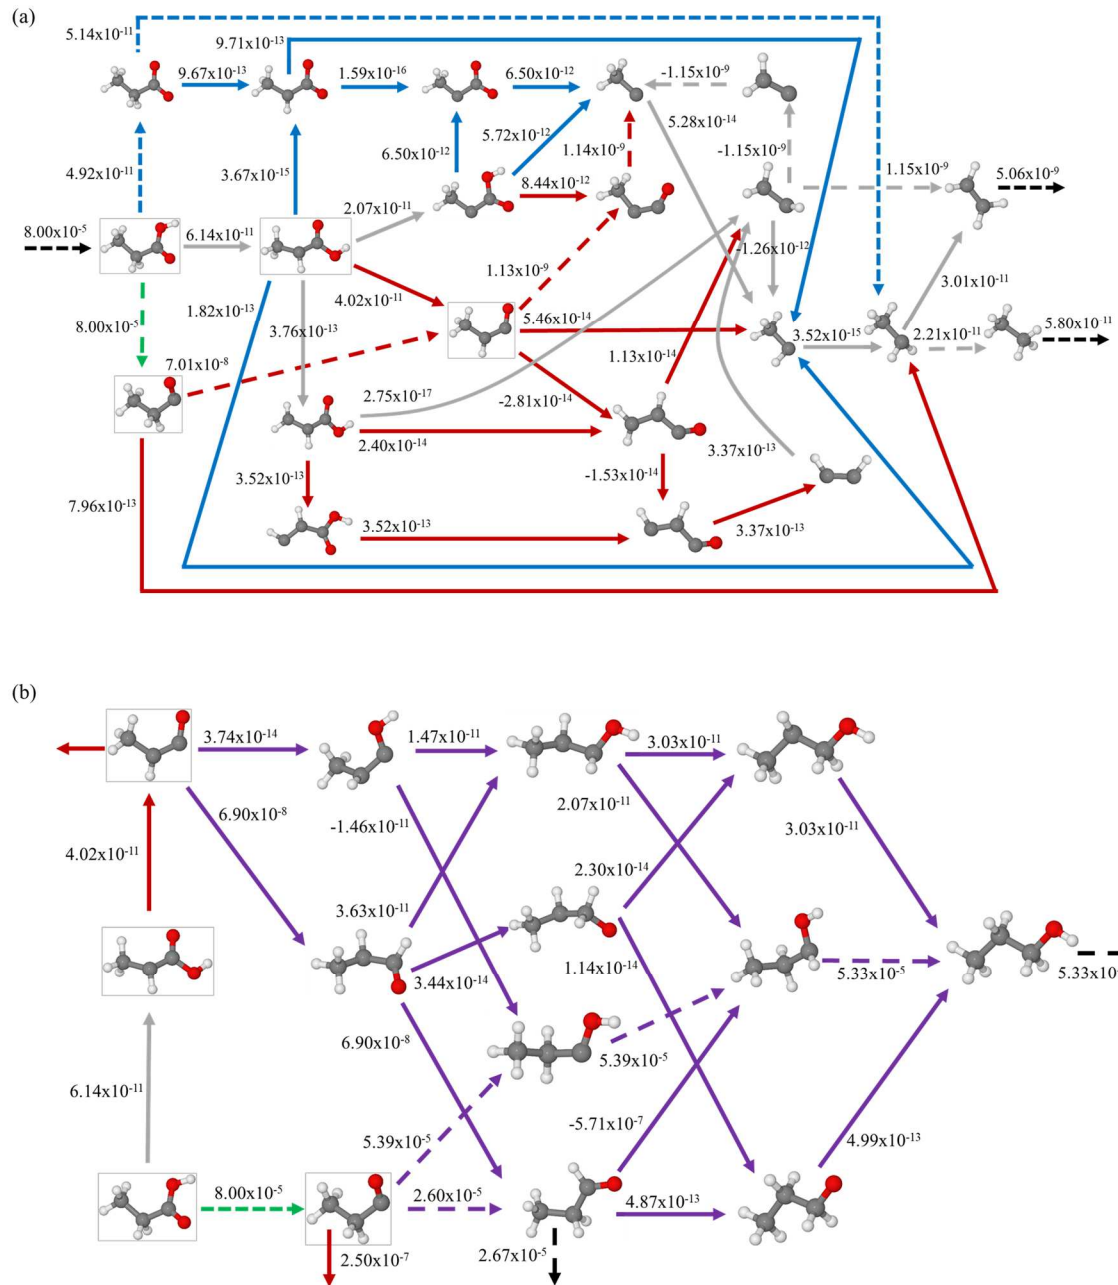 (a)
5.14x10⁻¹¹
9.71x10⁻¹³
9.67x10⁻¹³
1.59x10⁻¹⁶
6.50x10⁻¹²
-1.15x10⁻⁹
5.28x10⁻¹⁴
4.92x10⁻¹¹
3.67x10⁻¹⁵
6.50x10⁻¹²
5.72x10⁻¹²
1.14x10⁻⁹
-1.15x10⁻⁹
1.15x10⁻⁹
5.06x10⁻⁹
8.00x10⁻⁵
6.14x10⁻¹¹
2.07x10⁻¹¹
8.44x10⁻¹²
-1.26x10⁻¹²
1.13x10⁻⁹
4.02x10⁻¹¹
3.01x10⁻¹¹
8.00x10⁻⁵
1.82x10⁻¹³
3.76x10⁻¹³
5.46x10⁻¹⁴
3.52x10⁻¹⁵
2.21x10⁻¹¹
5.80x10⁻¹¹
7.01x10⁻⁸
1.13x10⁻¹⁴
2.75x10⁻¹⁷
-2.81x10⁻¹⁴
2.40x10⁻¹⁴
3.37x10⁻¹³
3.52x10⁻¹³
-1.53x10⁻¹⁴
7.96x10⁻¹³
3.52x10⁻¹³
3.37x10⁻¹³
(b)
3.74x10⁻¹⁴
1.47x10⁻¹¹
3.03x10⁻¹¹
2.07x10⁻¹¹
6.90x10⁻⁸
-1.46x10⁻¹¹
3.03x10⁻¹¹
4.02x10⁻¹¹
2.30x10⁻¹⁴
3.63x10⁻¹¹
1.14x10⁻¹⁴
5.33x10⁻⁵
5.33x10
3.44x10⁻¹⁴
6.90x10⁻⁸
5.39x10⁻⁵
6.14x10⁻¹¹
5.39x10⁻⁵
-5.71x10⁻⁷
4.99x10⁻¹³
8.00x10⁻⁵
2.60x10⁻⁵
4.87x10⁻¹³
2.50x10⁻⁷
2.67x10⁻⁵